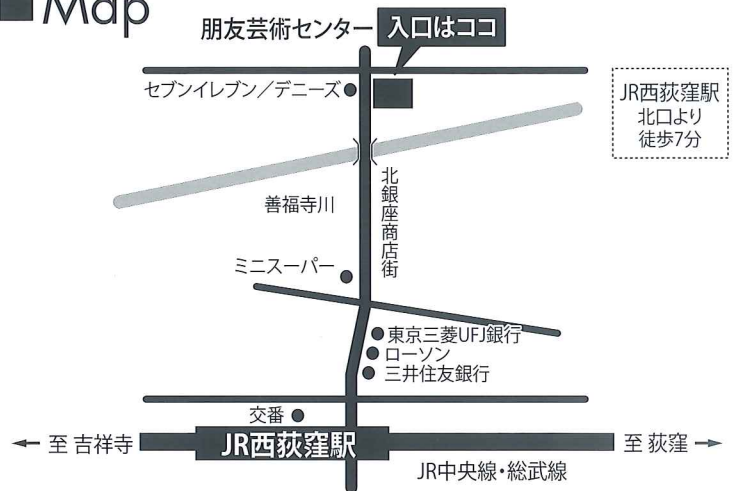 Map
朋友芸術センター
入口はココ
セブンイレブン／デニーズ
JR西荻窪駅
北口より
徒歩7分
北銀座商店街
善福寺川
ミニスーパー
東京三菱UFJ銀行
ローソン
三井住友銀行
交番
至 吉祥寺
JR西荻窪駅
至 荻窪
JR中央線・総武線